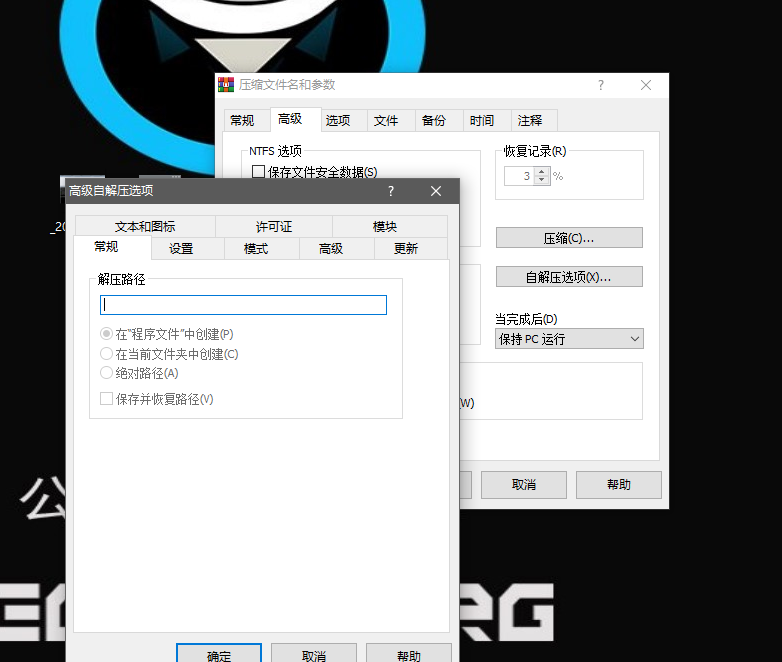 压缩文件名和参数
?
常规 高级 选项 文件 备份 时间 注释
NTFS 选项
保存文件安全数据(S)
恢复记录(R)
3 %
压缩(C)...
自解压选项(X)...
当完成后(D)
保持 PC 运行
(W)
取消 帮助
高级自解压选项
?
文本和图标 许可证 模块
常规 设置 模式 高级 更新
解压路径
在“程序文件”中创建(P)
在当前文件夹中创建(C)
绝对路径(A)
保存并恢复路径(V)
确定 取消 帮助
_20
公
RG